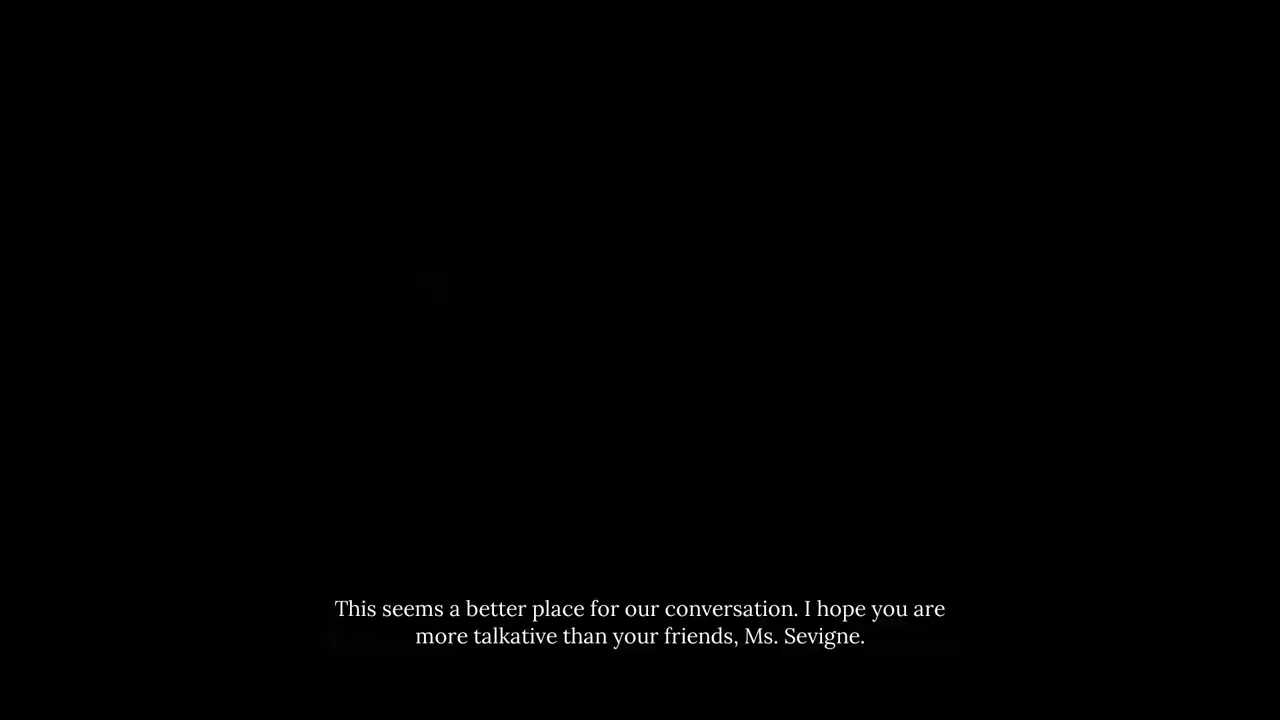 This seems a better place for our conversation. I hope you are
more talkative than your friends, Ms. Sevigne.